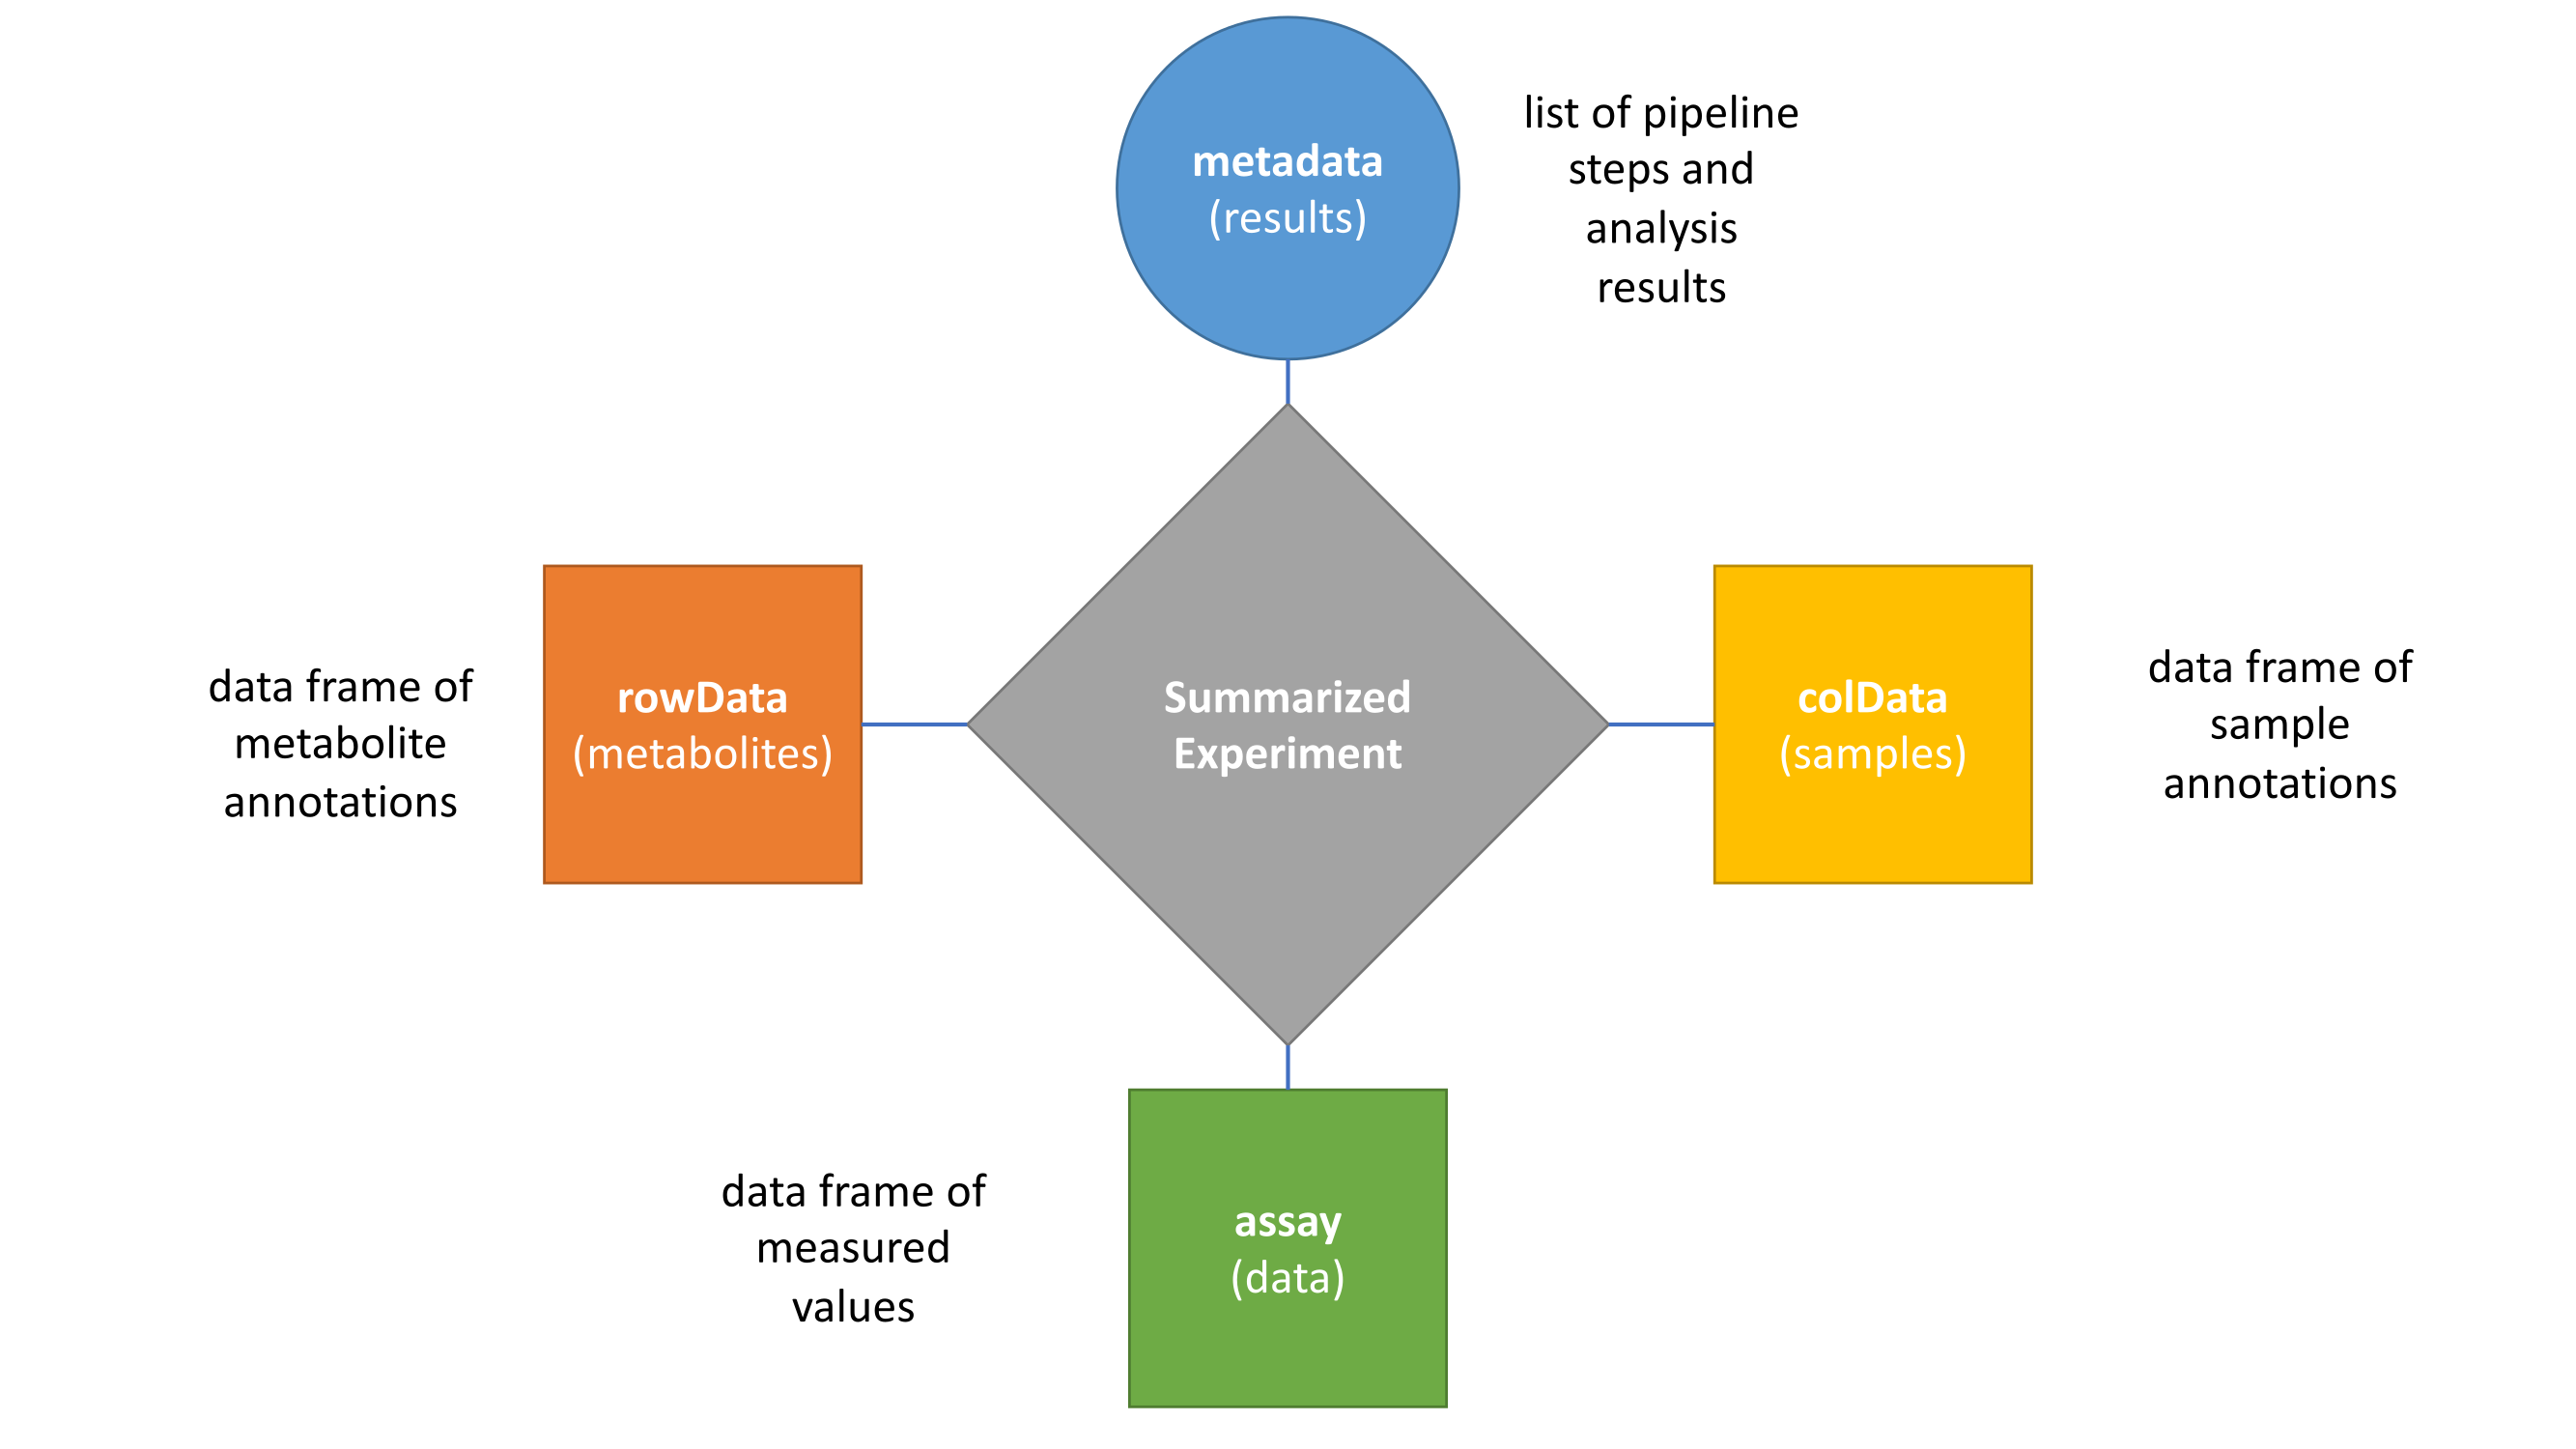 metadata
(results)
list of pipeline
steps and
analysis
results
data frame of
metabolite
annotations
rowData
(metabolites)
Summarized
Experiment
colData
(samples)
data frame of
sample
annotations
data frame of
measured
values
assay
(data)